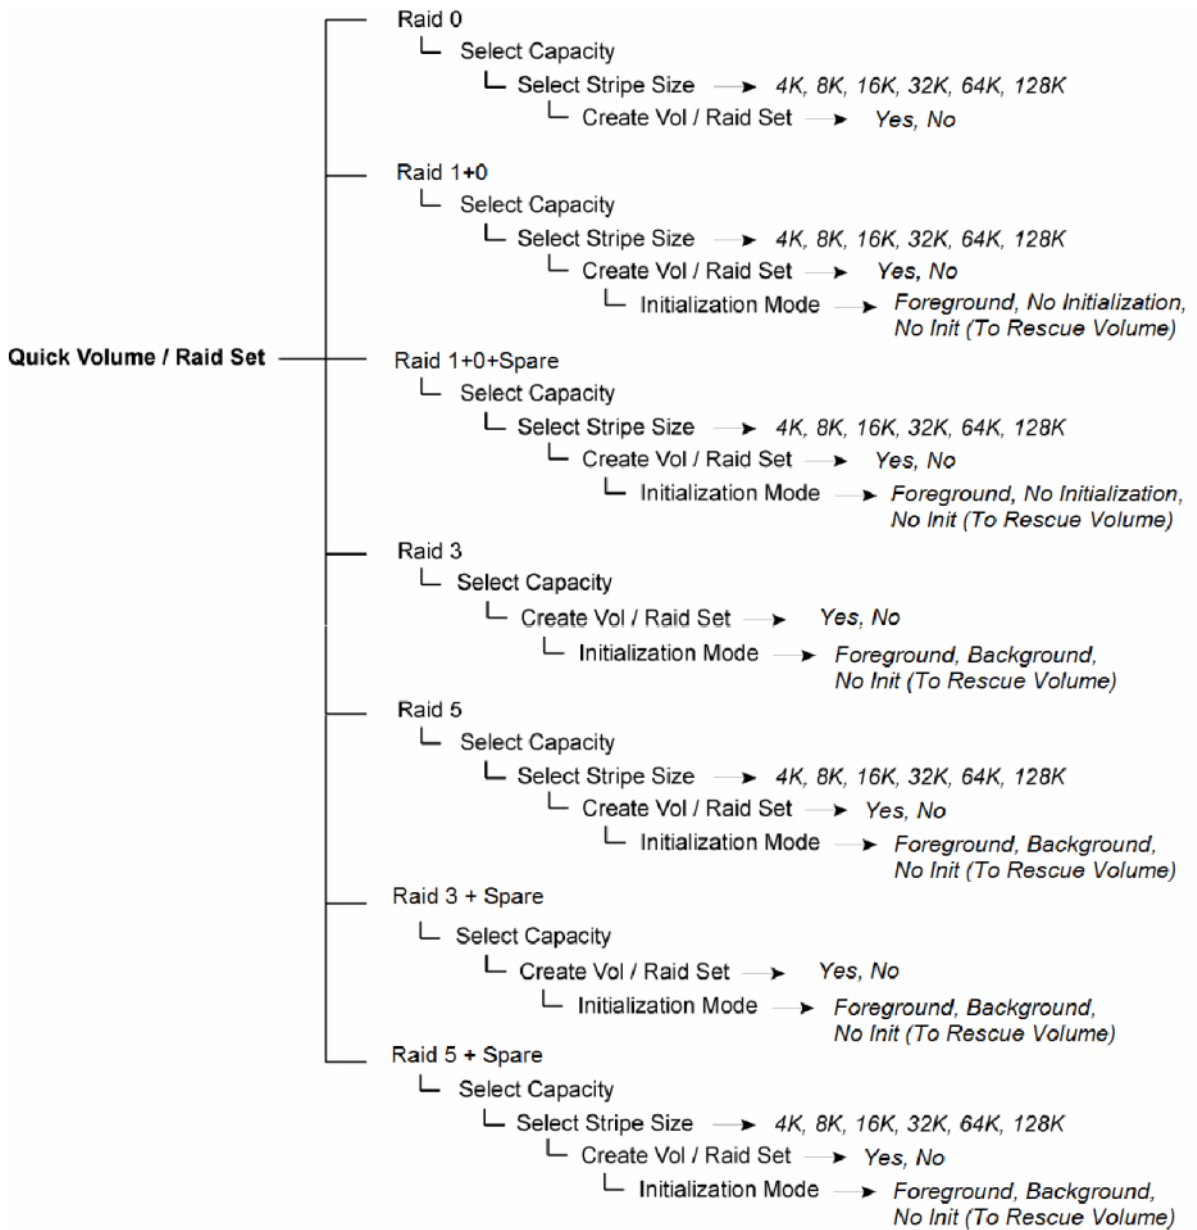 Raid 0
Select Capacity
Select Stripe Size 4K, 8K, 16K, 32K, 64K, 128K
Create Vol / Raid Set Yes, No
Raid 1+0
Select Capacity
Select Stripe Size 4K, 8K, 16K, 32K, 64K, 128K
Create Vol / Raid Set Yes, No
Initialization Mode Foreground, No Initialization,
No Init (To Rescue Volume)
Quick Volume / Raid Set
Raid 1+0+Spare
Select Capacity
Select Stripe Size 4K, 8K, 16K, 32K, 64K, 128K
Create Vol / Raid Set Yes, No
Initialization Mode Foreground, No Initialization,
No Init (To Rescue Volume)
Raid 3
Select Capacity
Create Vol / Raid Set Yes, No
Initialization Mode Foreground, Background,
No Init (To Rescue Volume)
Raid 5
Select Capacity
Select Stripe Size 4K, 8K, 16K, 32K, 64K, 128K
Create Vol / Raid Set Yes, No
Initialization Mode Foreground, Background,
No Init (To Rescue Volume)
Raid 3 + Spare
Select Capacity
Create Vol / Raid Set Yes, No
Initialization Mode Foreground, Background,
No Init (To Rescue Volume)
Raid 5 + Spare
Select Capacity
Select Stripe Size 4K, 8K, 16K, 32K, 64K, 128K
Create Vol / Raid Set Yes, No
Initialization Mode Foreground, Background,
No Init (To Rescue Volume)